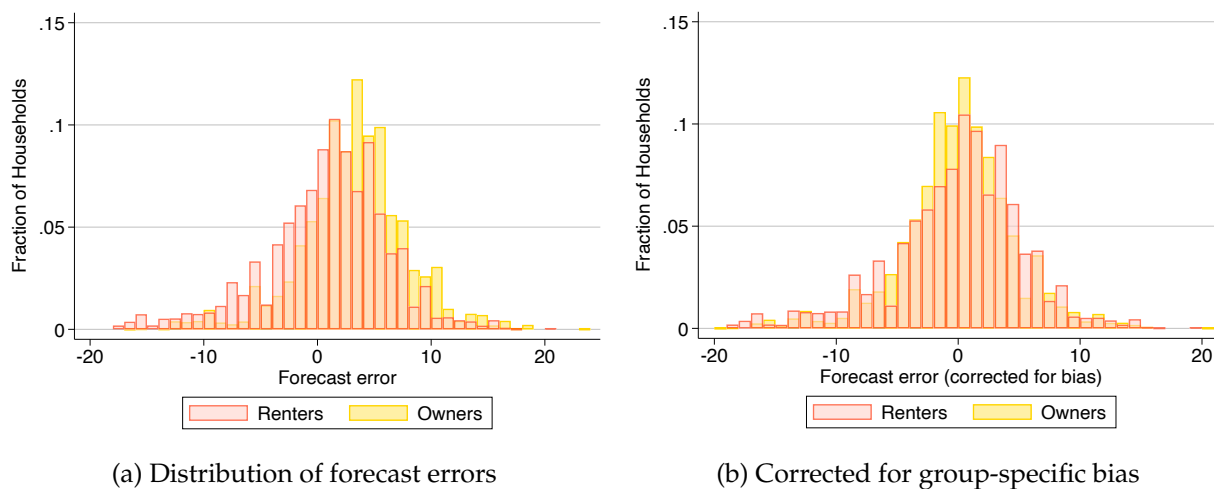 .15
.1
.05
0
Fraction of Households
-20
-10
0
10
20
Forecast error
Renters
Owners
(a) Distribution of forecast errors
.15
.1
.05
0
Fraction of Households
-20
-10
0
10
20
Forecast error (corrected for bias)
Renters
Owners
(b) Corrected for group-specific bias